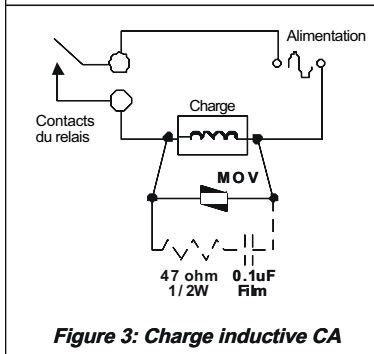 Alimentation
Contacts
du relais
Charge
MOV
47 ohm 0.1uF
1/2W Film
Figure 3: Charge inductive CA